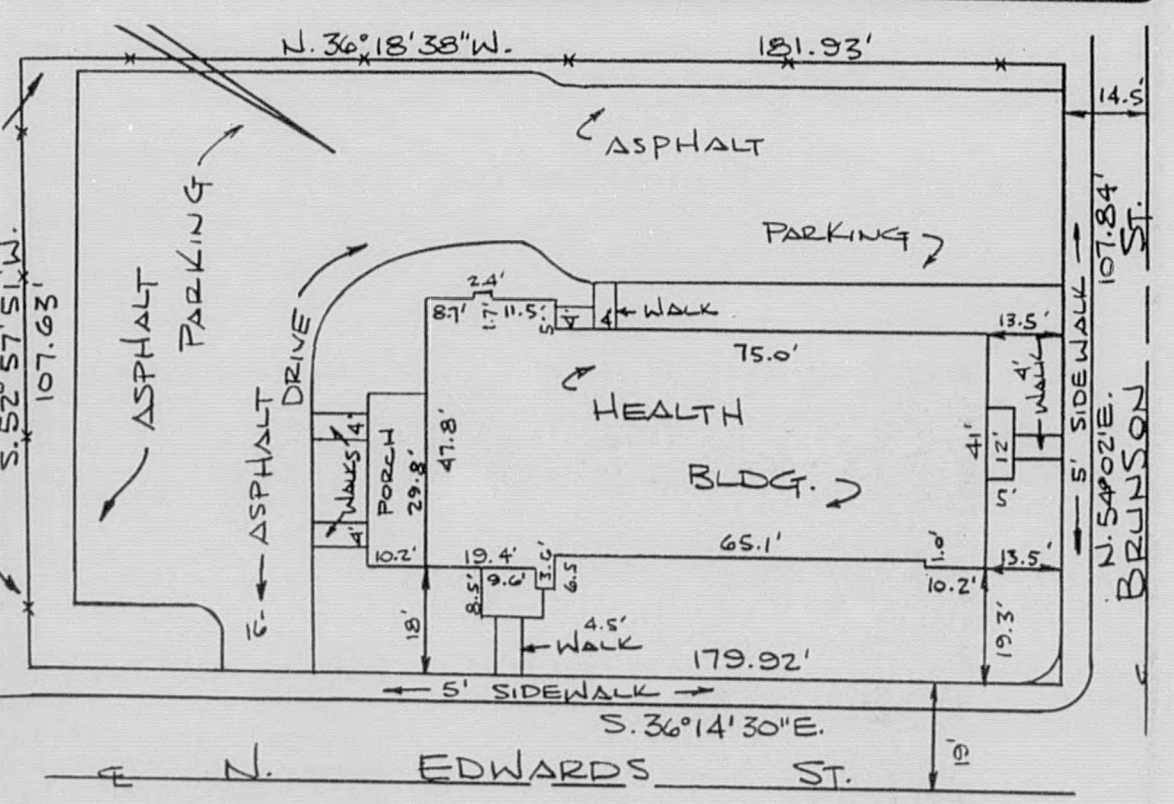 N. 36°18'38"W.
181.93'
14.5'
ASPHALT
107.84'
ST.
PARKING
PARKING
S. 52°57'51"W.
107.63'
ASPHALT
2.4'
8.7'
1.7'
11.5'
5'
4'
4'
WALK
13.5'
75.0'
DRIVE
4'
WALK
SIDEWALK
5'
HEALTH
BLDG.
ASPHALT
16'
WALKS
4'
4'
PORCH
29.8'
47.8'
41'
12'
5'
N. 54°02'E.
BRUNSON
10.2'
19.4'
9.6'
8.5'
3.6'
6.5
65.1'
1.0'
10.2'
13.5'
18'
4.5'
WALK
19.3'
179.92'
5' SIDEWALK
S. 36°14'30"E.
19'
℄ N. EDWARDS ST.